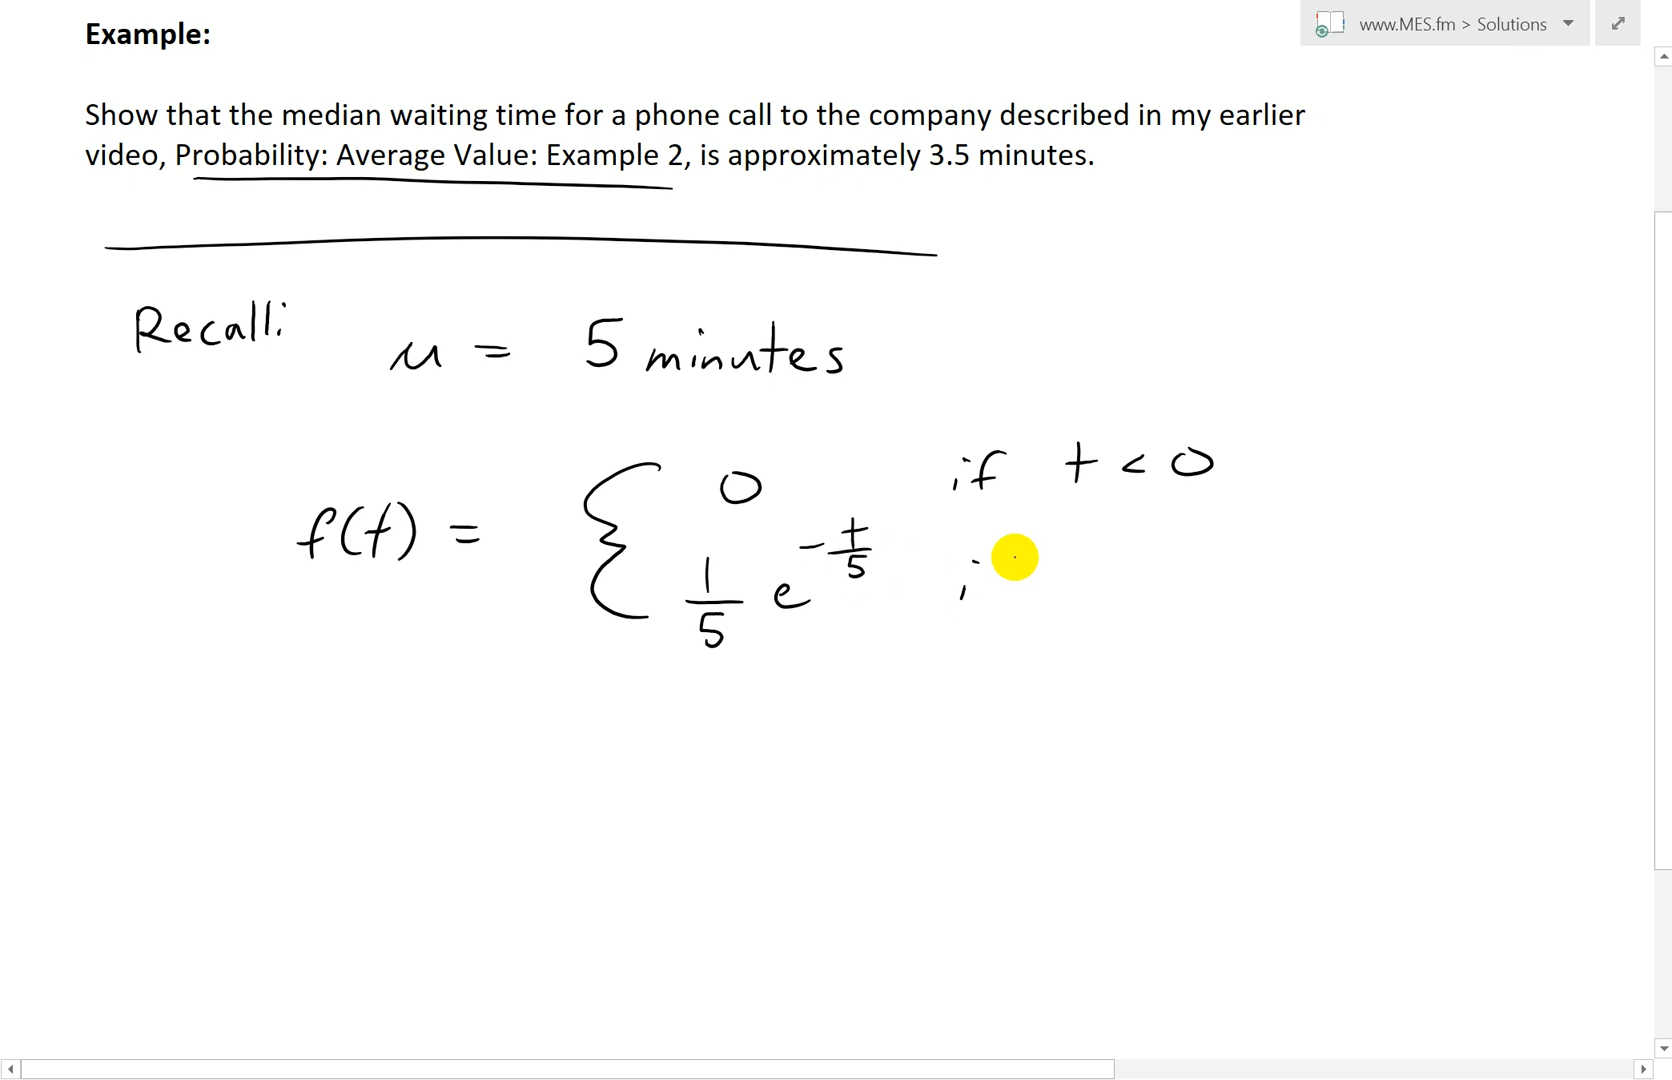 www.MES.fm > Solutions
Example:
Show that the median waiting time for a phone call to the company described in my earlier
video, Probability: Average Value: Example 2, is approximately 3.5 minutes.
Recall: μ = 5 minutes
f(t) = { 0 if t < 0
1/5 e^(-t/5) i